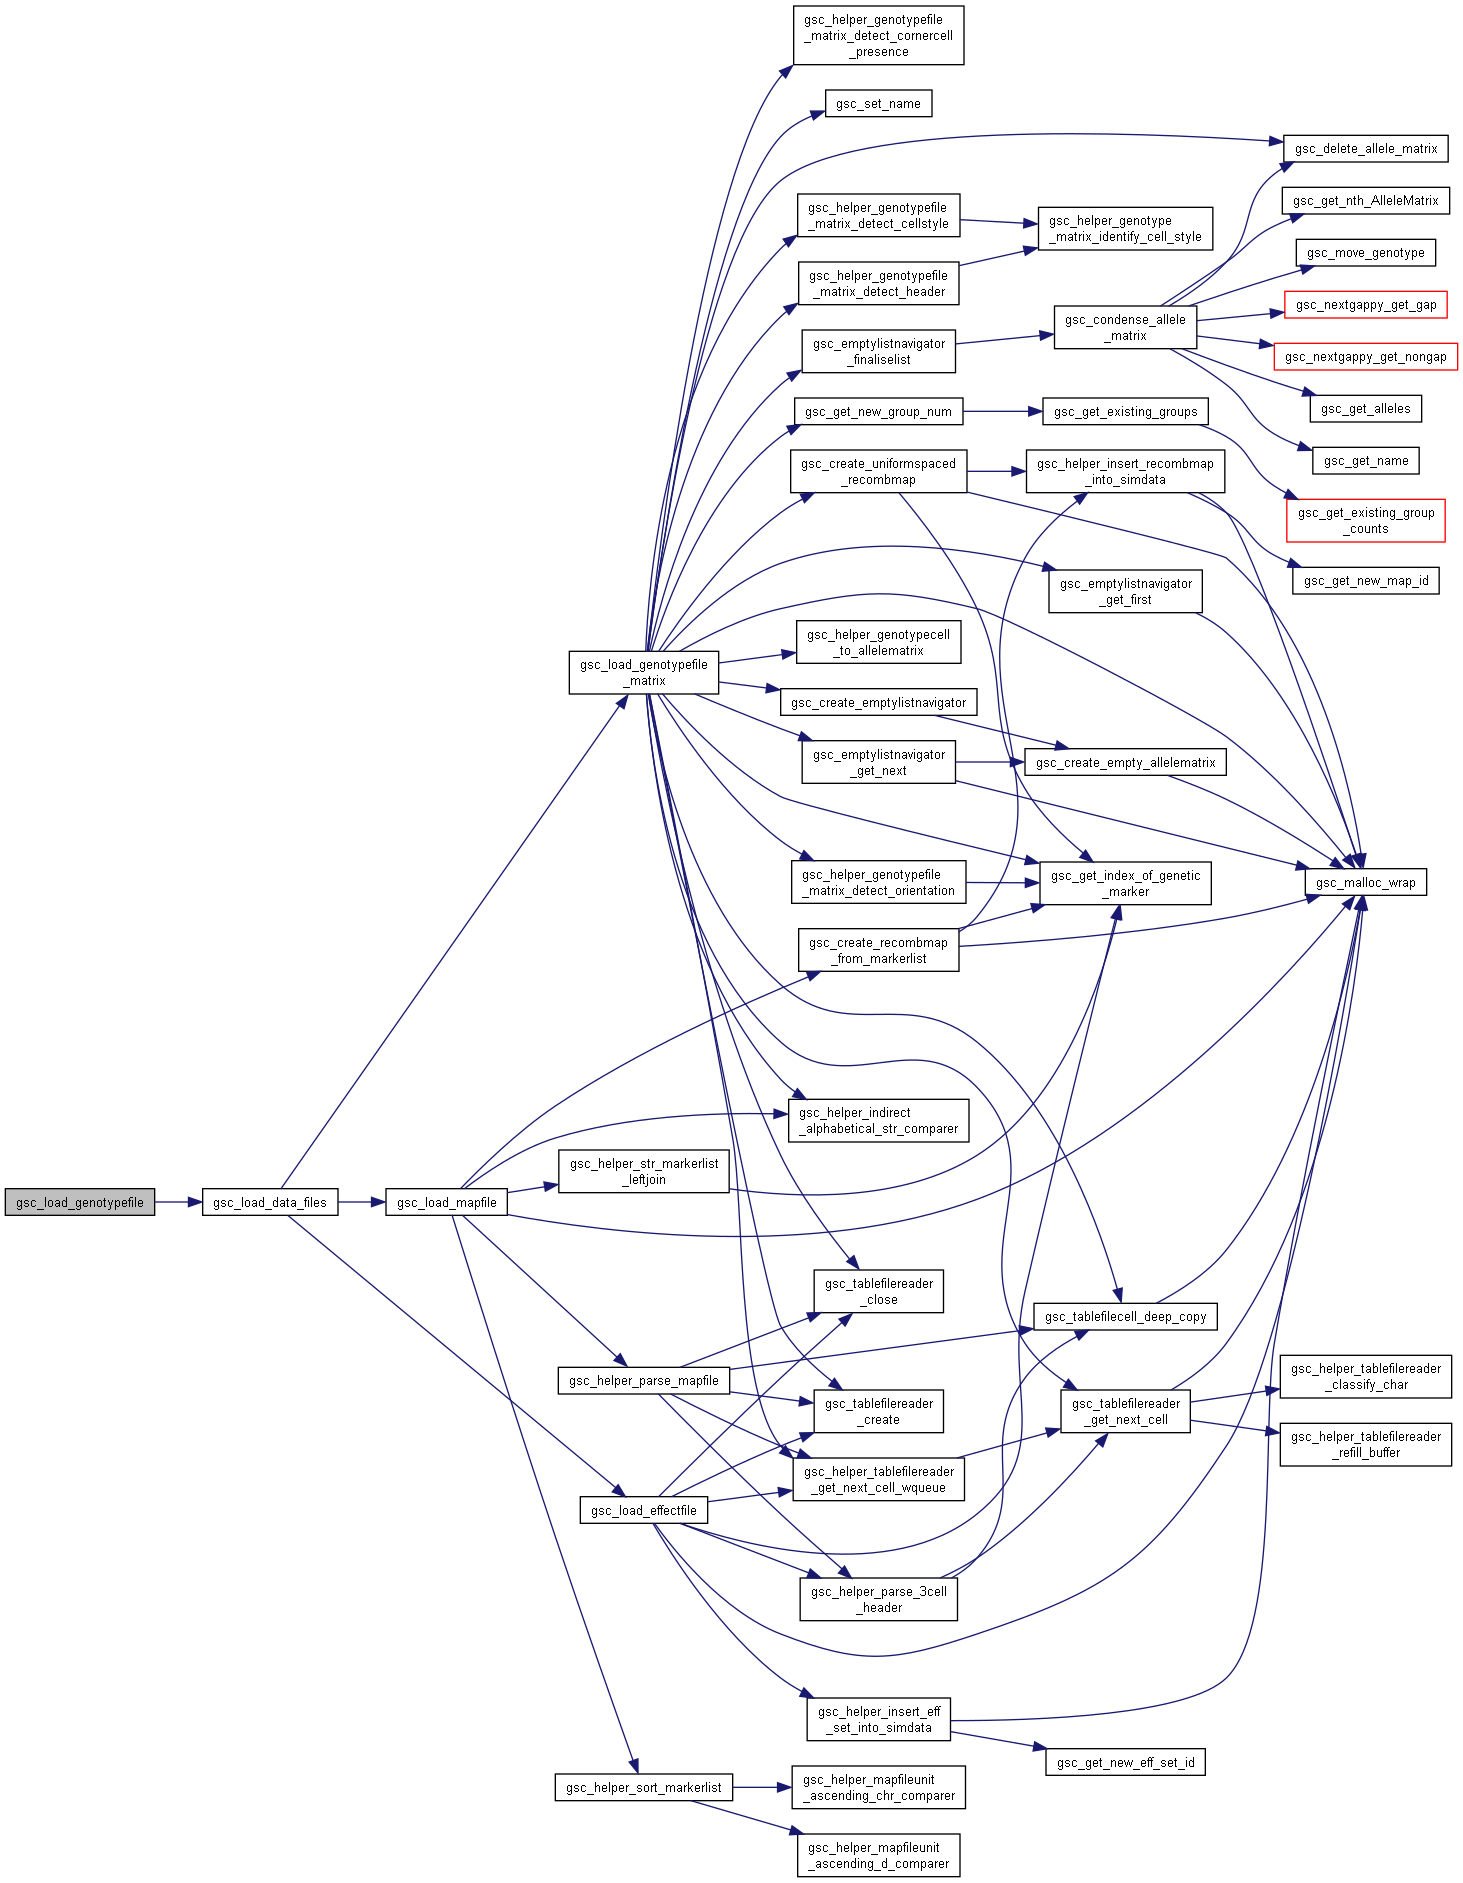 gsc_helper_genotypefile
_matrix_detect_cornercell
_presence
gsc_set_name
gsc_delete_allele_matrix
gsc_get_nth_AlleleMatrix
gsc_helper_genotypefile
_matrix_detect_cellstyle
gsc_helper_genotype
_matrix_identify_cell_style
gsc_move_genotype
gsc_helper_genotypefile
_matrix_detect_header
gsc_nextgappy_get_gap
gsc_condense_allele
_matrix
gsc_emptylistnavigator
_finaliselist
gsc_nextgappy_get_nongap
gsc_get_new_group_num
gsc_get_existing_groups
gsc_get_alleles
gsc_get_name
gsc_create_uniformspaced
_recombmap
gsc_helper_insert_recombmap
_into_simdata
gsc_get_existing_group
_counts
gsc_get_new_map_id
gsc_emptylistnavigator
_get_first
gsc_helper_genotypecell
_to_allelematrix
gsc_load_genotypefile
_matrix
gsc_create_emptylistnavigator
gsc_emptylistnavigator
_get_next
gsc_create_empty_allelematrix
gsc_helper_genotypefile
_matrix_detect_orientation
gsc_get_index_of_genetic
_marker
gsc_malloc_wrap
gsc_create_recombmap
_from_markerlist
gsc_helper_indirect
_alphabetical_str_comparer
gsc_helper_str_markerlist
_leftjoin
gsc_load_genotypefile
gsc_load_data_files
gsc_load_mapfile
gsc_tablefilereader
_close
gsc_tablefilecell_deep_copy
gsc_helper_parse_mapfile
gsc_helper_tablefilereader
_classify_char
gsc_tablefilereader
_create
gsc_tablefilereader
_get_next_cell
gsc_helper_tablefilereader
_refill_buffer
gsc_helper_tablefilereader
_get_next_cell_wqueue
gsc_load_effectfile
gsc_helper_parse_3cell
_header
gsc_helper_insert_eff
_set_into_simdata
gsc_get_new_eff_set_id
gsc_helper_sort_markerlist
gsc_helper_mapfileunit
_ascending_chr_comparer
gsc_helper_mapfileunit
_ascending_d_comparer